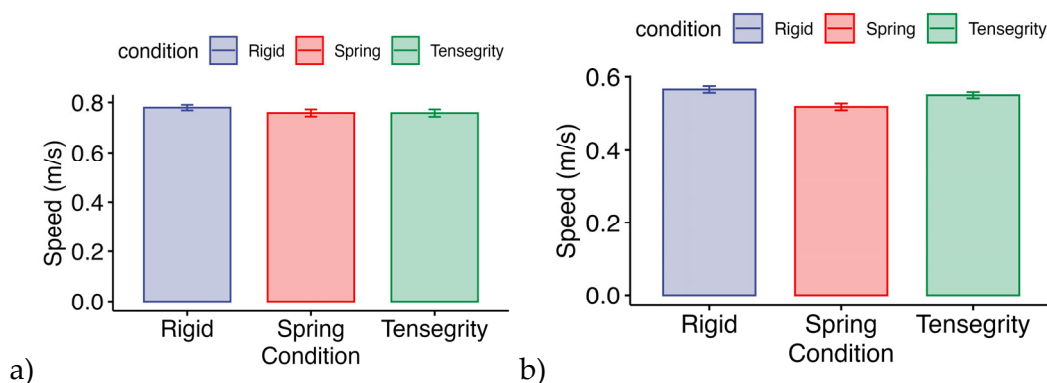 condition Rigid Spring Tensegrity
0.8
0.6
0.4
0.2
0.0
Speed (m/s)
Rigid Spring Tensegrity
Condition
a)
condition Rigid Spring Tensegrity
0.6
0.4
0.2
0.0
Speed (m/s)
Rigid Spring Tensegrity
Condition
b)